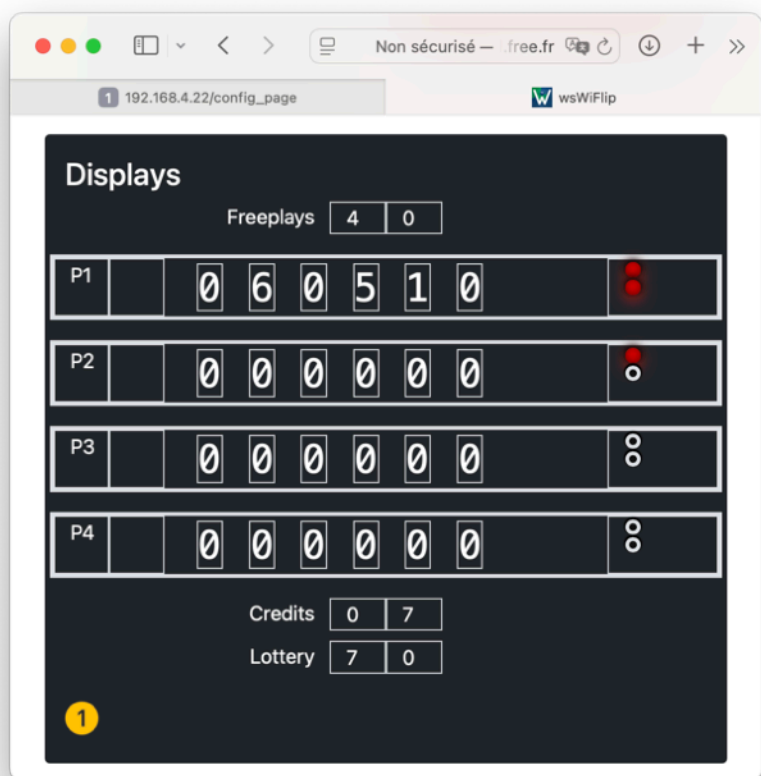 Non sécurisé — .free.fr
1 192.168.4.22/config_page
wsWiFlip
Displays
Freeplays 4 0
P1 0 6 0 5 1 0
P2 0 0 0 0 0 0
P3 0 0 0 0 0 0
P4 0 0 0 0 0 0
Credits 0 7
Lottery 7 0
1